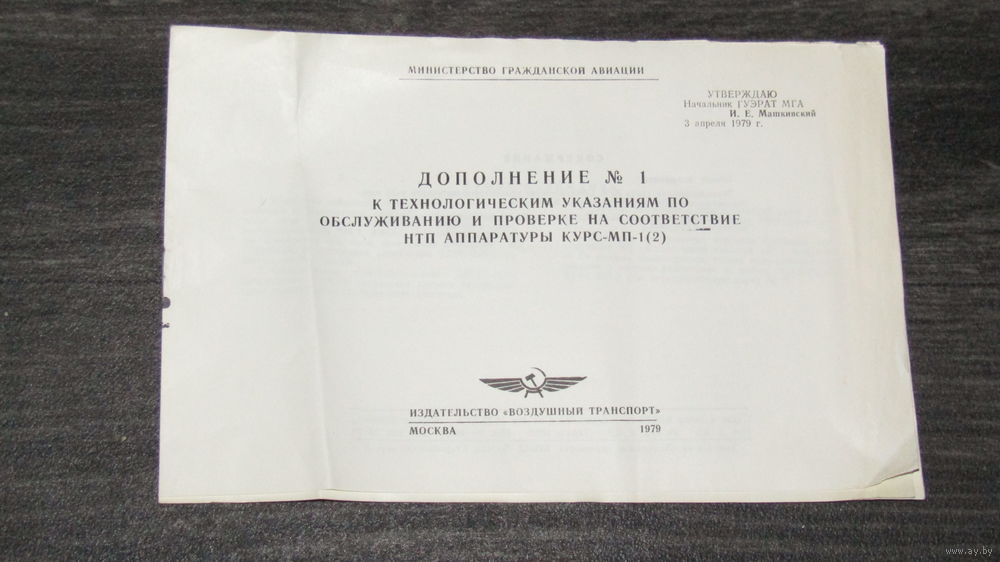 МИНИСТЕРСТВО ГРАЖДАНСКОЙ АВИАЦИИ
УТВЕРЖДАЮ
Начальник ГУЭРАТ МГА
И. Е. Машкивский
3 апреля 1979 г.
ДОПОЛНЕНИЕ № 1
К ТЕХНОЛОГИЧЕСКИМ УКАЗАНИЯМ ПО
ОБСЛУЖИВАНИЮ И ПРОВЕРКЕ НА СООТВЕТСТВИЕ
НТП АППАРАТУРЫ КУРС-МП-1(2)
ИЗДАТЕЛЬСТВО «ВОЗДУШНЫЙ ТРАНСПОРТ»
МОСКВА 1979
www.ay.by